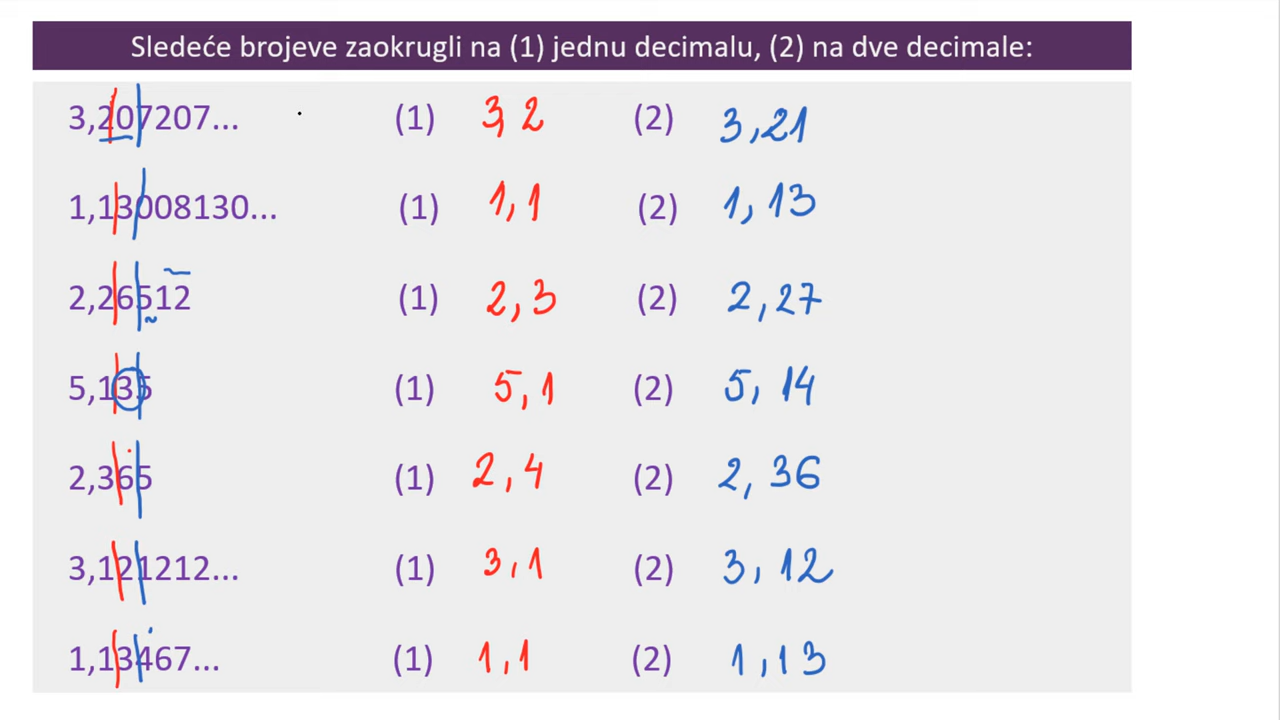 Sledeće brojeve zaokrugli na (1) jednu decimalu, (2) na dve decimale:
3,207207... (1) 3,2 (2) 3,21
1,13008130... (1) 1,1 (2) 1,13
2,26512 (1) 2,3 (2) 2,27
5,135 (1) 5,1 (2) 5,14
2,365 (1) 2,4 (2) 2,36
3,121212... (1) 3,1 (2) 3,12
1,13467... (1) 1,1 (2) 1,13